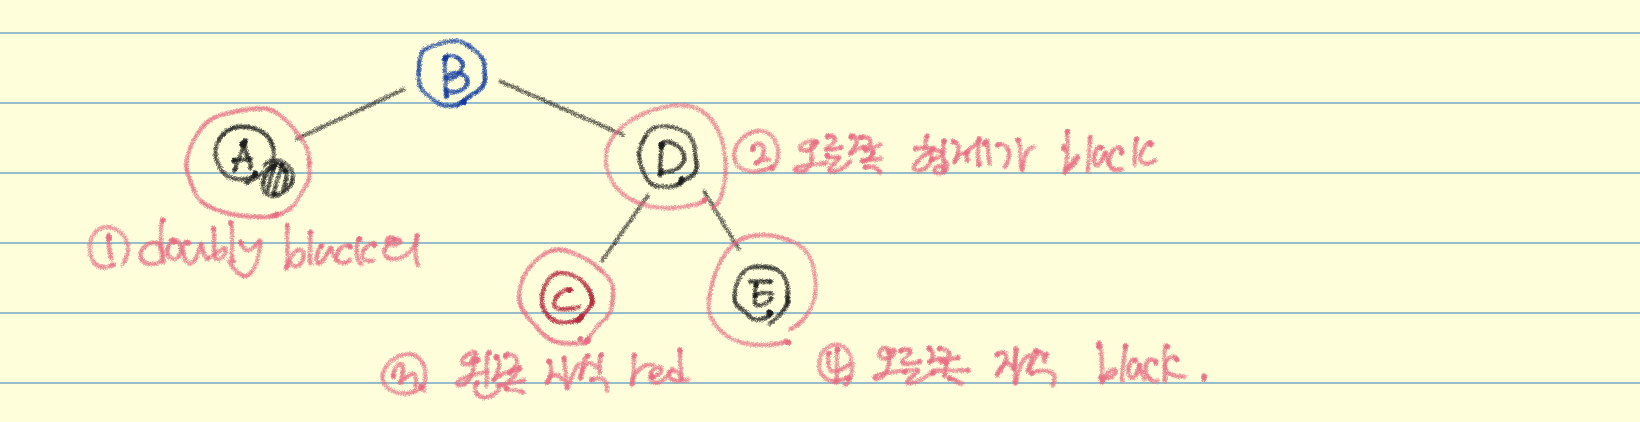 B
A
D
② 오른쪽 형제가 black
① doubly black의
C
E
③ 왼쪽 자식 red
④ 오른쪽 자식 black.